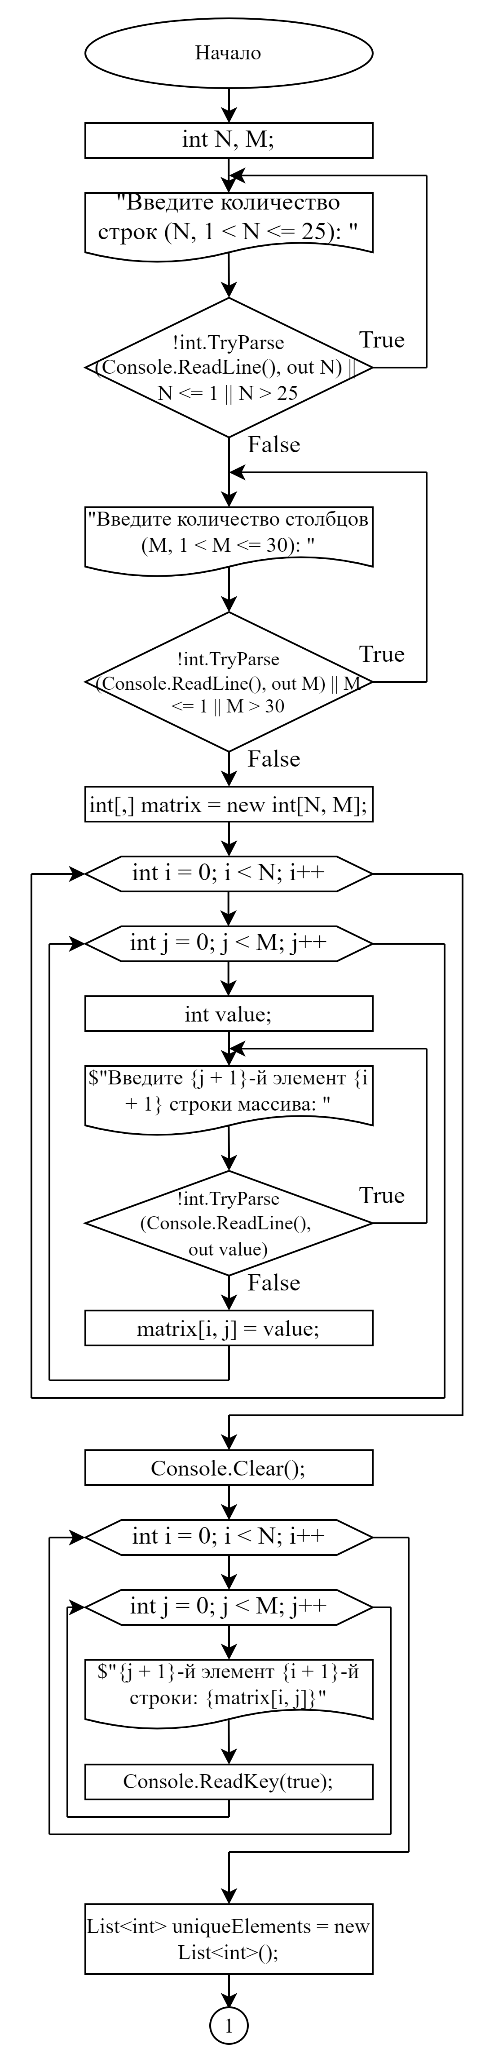 Начало
int N, M;
"Введите количество
строк (N, 1 < N <= 25): "
!int.TryParse
(Console.ReadLine(), out N) ||
N <= 1 || N > 25
True
False
"Введите количество столбцов
(M, 1 < M <= 30): "
!int.TryParse
(Console.ReadLine(), out M) || M
<= 1 || M > 30
True
False
int[,] matrix = new int[N, M];
int i = 0; i < N; i++
int j = 0; j < M; j++
int value;
$"Введите {j + 1}-й элемент {i
+ 1} строки массива: "
!int.TryParse
(Console.ReadLine(),
out value)
True
False
matrix[i, j] = value;
Console.Clear();
int i = 0; i < N; i++
int j = 0; j < M; j++
$"{j + 1}-й элемент {i + 1}-й
строки: {matrix[i, j]}"
Console.ReadKey(true);
List<int> uniqueElements = new
List<int>();
1